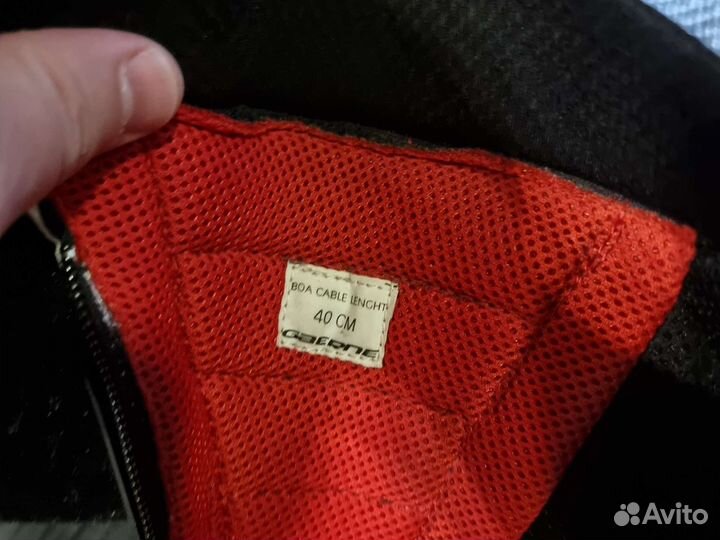 BOA CABLE LENGHT
40 CM
GAERNE
Avito